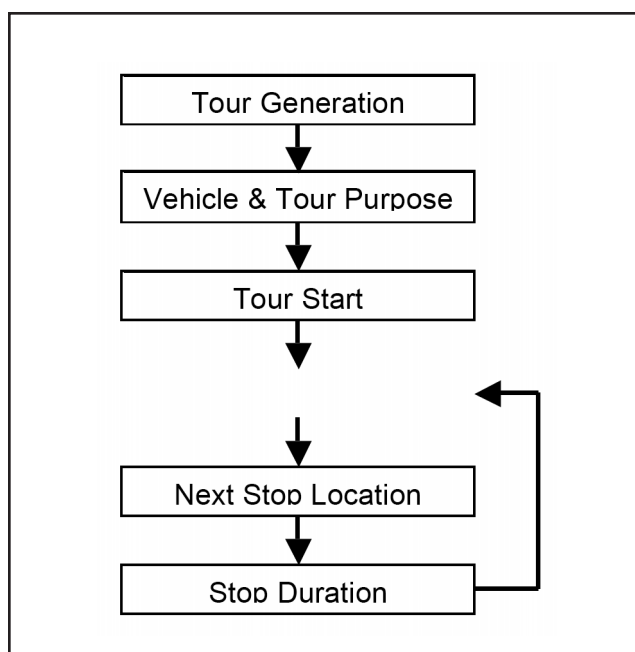 Tour Generation
Vehicle & Tour Purpose
Tour Start
Next Stop Location
Stop Duration